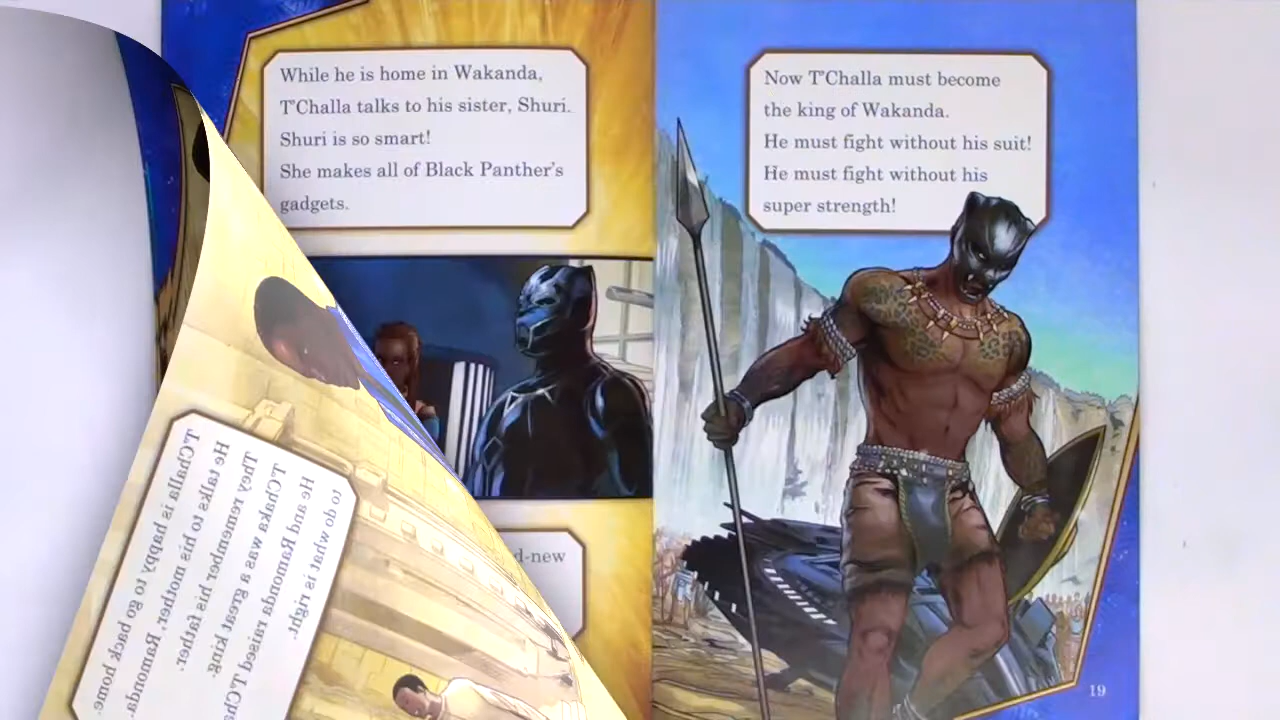 While he is home in Wakanda,
T'Challa talks to his sister, Shuri.
Shuri is so smart!
She makes all of Black Panther's
gadgets.
d-new
Now T'Challa must become
the king of Wakanda.
He must fight without his suit!
He must fight without his
super strength!
19
T'Challa is happy to go back home.
He talks to his mother, Ramonda.
They remember his father.
T'Chaka was a great king.
He and Ramonda raised T'Cha
to do what is right.